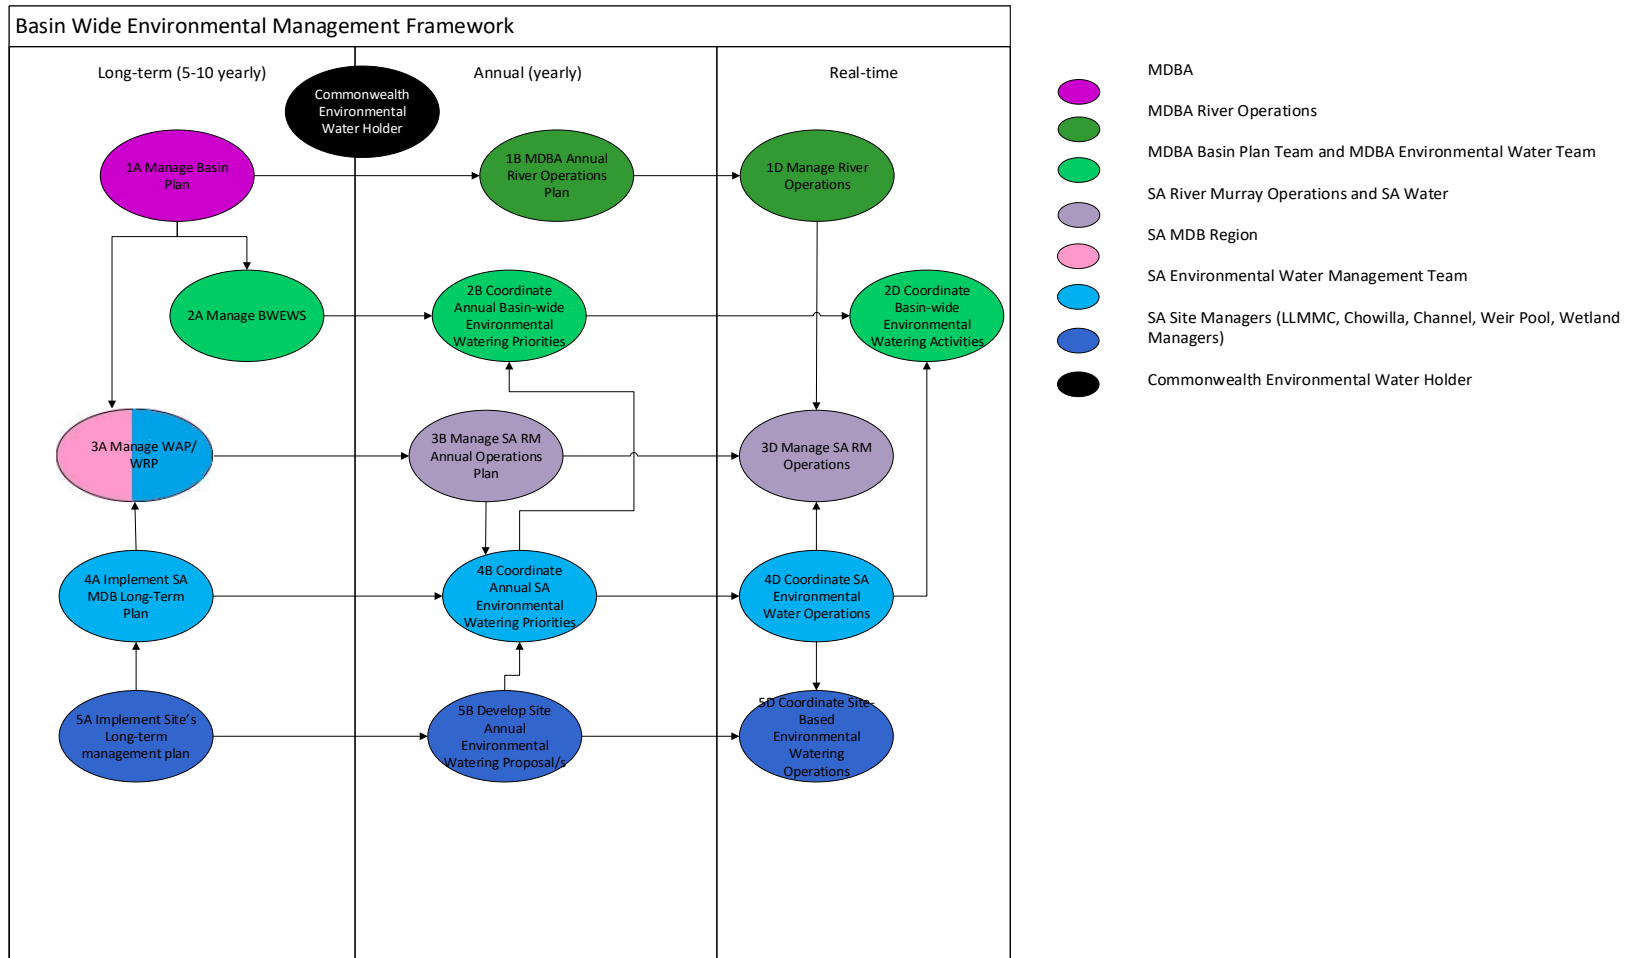 Basin Wide Environmental Management Framework
Long-term (5-10 yearly)
Annual (yearly)
Real-time
Commonwealth
Environmental
Water Holder
1A Manage Basin
Plan
1B MDBA Annual
River Operations
Plan
1D Manage River
Operations
2A Manage BWEWS
2B Coordinate
Annual Basin-wide
Environmental
Watering Priorities
2D Coordinate
Basin-wide
Environmental
Watering Activities
3A Manage WAP/
WRP
3B Manage SA RM
Annual Operations
Plan
3D Manage SA RM
Operations
4A Implement SA
MDB Long-Term
Plan
4B Coordinate
Annual SA
Environmental
Watering Priorities
4D Coordinate SA
Environmental
Water Operations
5A Implement Site's
Long-term
management plan
5B Develop Site
Annual
Environmental
Watering Proposal/s
5D Coordinate Site-
Based
Environmental
Watering
Operations
MDBA
MDBA River Operations
MDBA Basin Plan Team and MDBA Environmental Water Team
SA River Murray Operations and SA Water
SA MDB Region
SA Environmental Water Management Team
SA Site Managers (LLMMC, Chowilla, Channel, Weir Pool, Wetland
Managers)
Commonwealth Environmental Water Holder